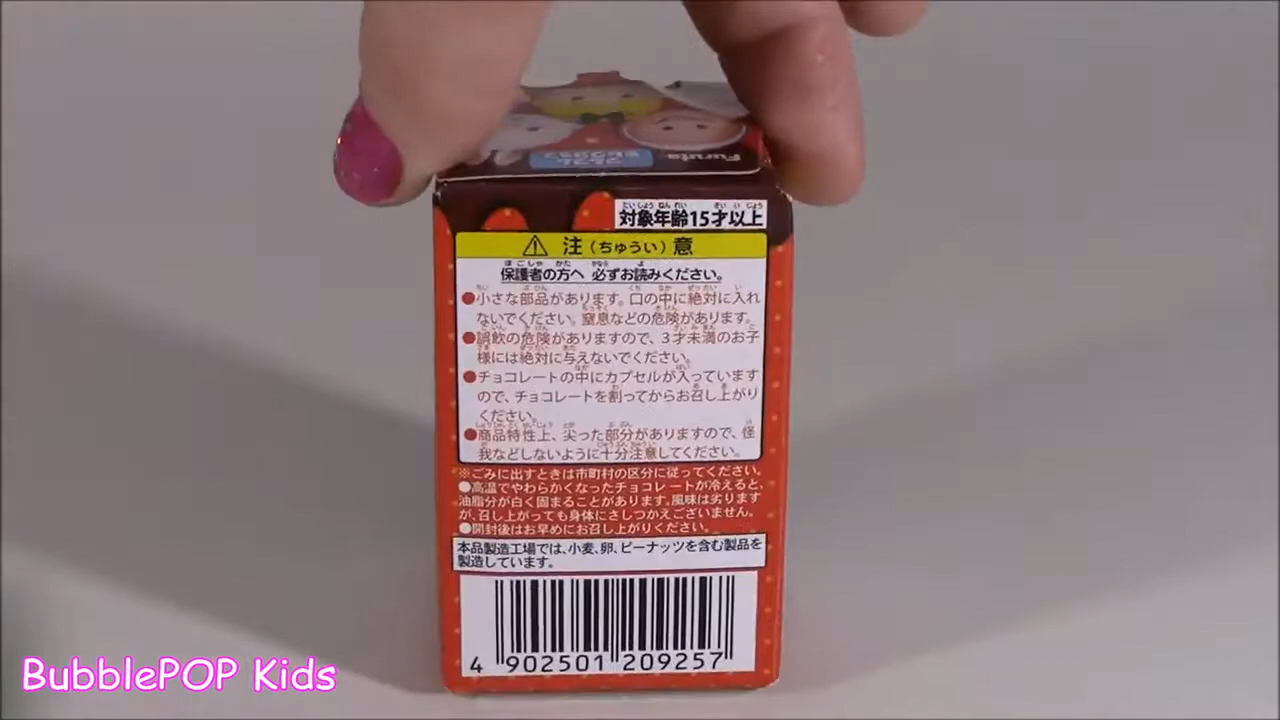 Furuta
対象年齢15才以上
注（ちゅうい）意
保護者の方へ 必ずお読みください。
●小さな部品があります。口の中に絶対に入れ
ないでください。窒息などの危険があります。
●誤飲の危険がありますので、3才未満のお子
様には絶対に与えないでください。
●チョコレートの中にカプセルが入っています
ので、チョコレートを割ってからお召し上がり
ください。
●商品特性上、尖った部分がありますので、怪
我などしないように十分注意してください。
※ごみに出すときは市町村の区分に従ってください。
●高温でやわらかくなったチョコレートが冷えると、
油脂分が白く固まることがあります。風味は劣ります
が、召し上がっても身体にさしつかえございません。
●開封後はお早めにお召し上がりください。
本品製造工場では、小麦、卵、ピーナッツを含む製品を
製造しています。
4 902501 209257
BubblePOP Kids